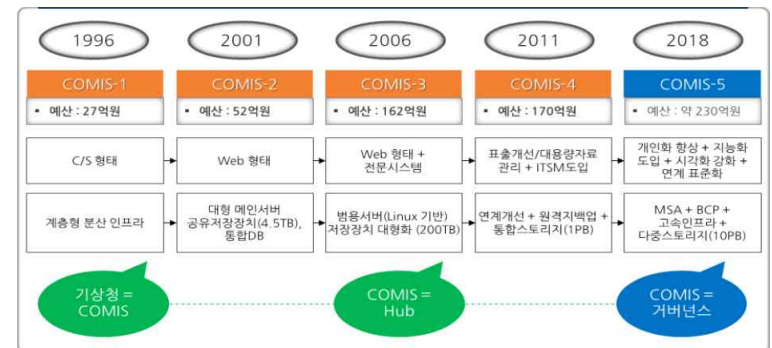 1996
2001
2006
2011
2018
COMIS-1
COMIS-2
COMIS-3
COMIS-4
COMIS-5
▪ 예산 : 27억원
▪ 예산 : 52억원
▪ 예산 : 162억원
▪ 예산 : 170억원
▪ 예산 : 약 230억원
C/S 형태
Web 형태
Web 형태 +
전문시스템
표출개선/대용량자료
관리 + ITSM도입
개인화 향상 + 지능화
도입 + 시각화 강화 +
연계 표준화
계층형 분산 인프라
대형 메인서버
공유저장장치(4.5TB),
통합DB
범용서버(Linux 기반)
저장장치 대형화 (200TB)
연계개선 + 원격지백업 +
통합스토리지(1PB)
MSA + BCP +
고속인프라 +
다중스토리지(10PB)
기상청 =
COMIS
COMIS =
Hub
COMIS =
거버넌스